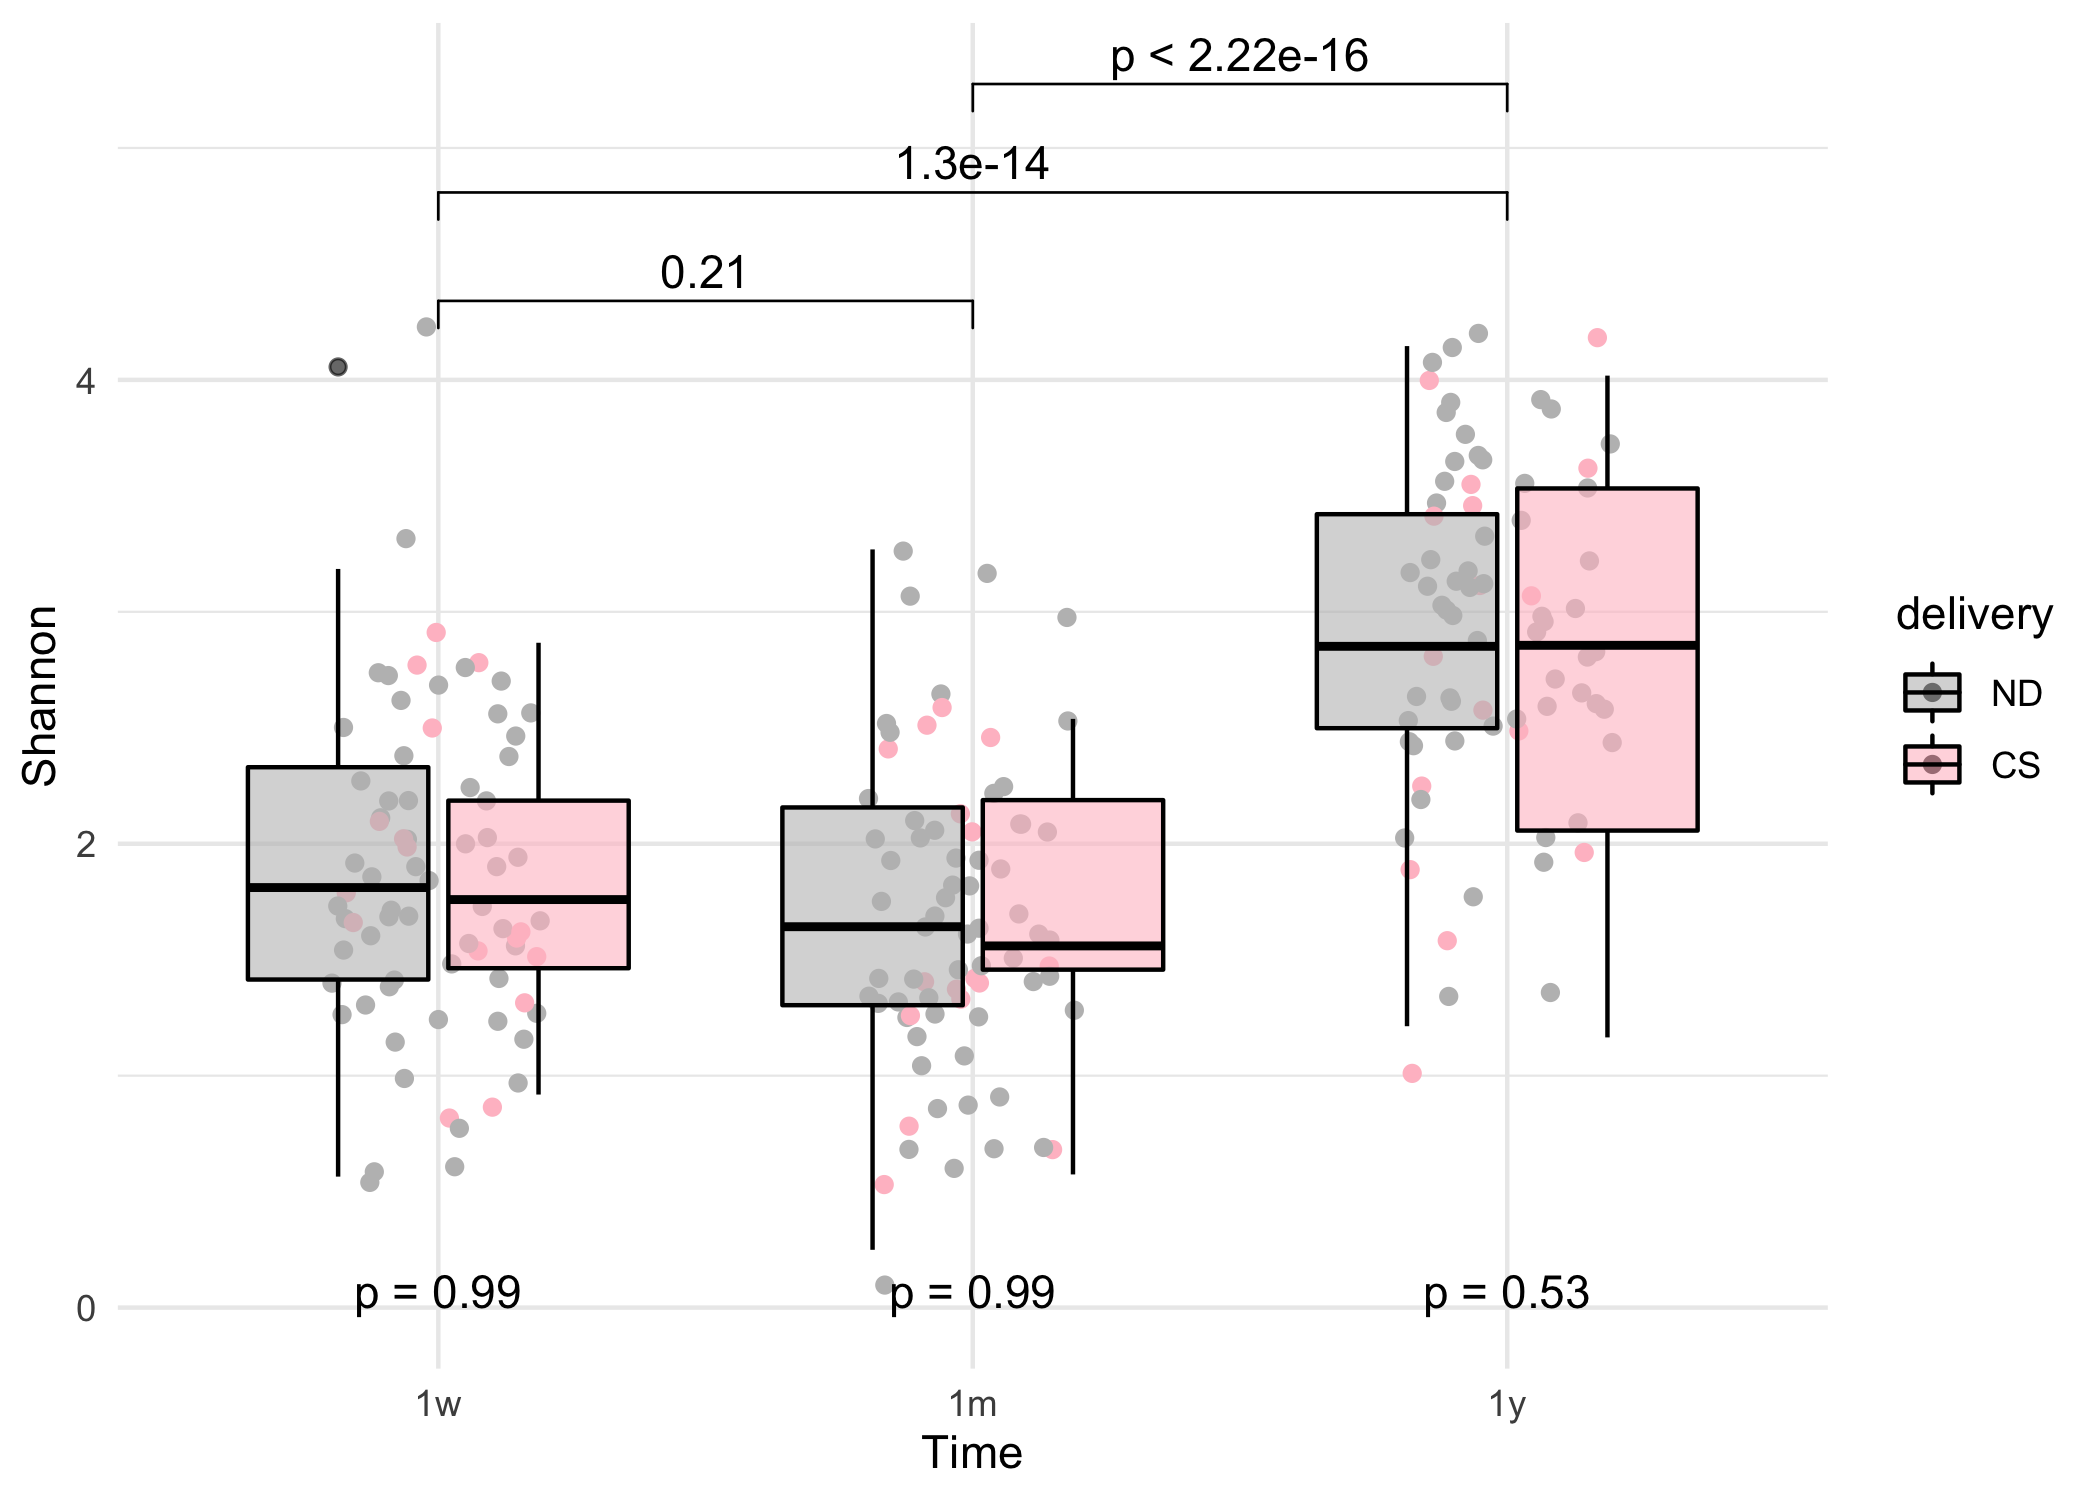 p < 2.22e-16
1.3e-14
0.21
4
2
0
Shannon
p = 0.99
p = 0.99
p = 0.53
1w
1m
1y
Time
delivery
ND
CS